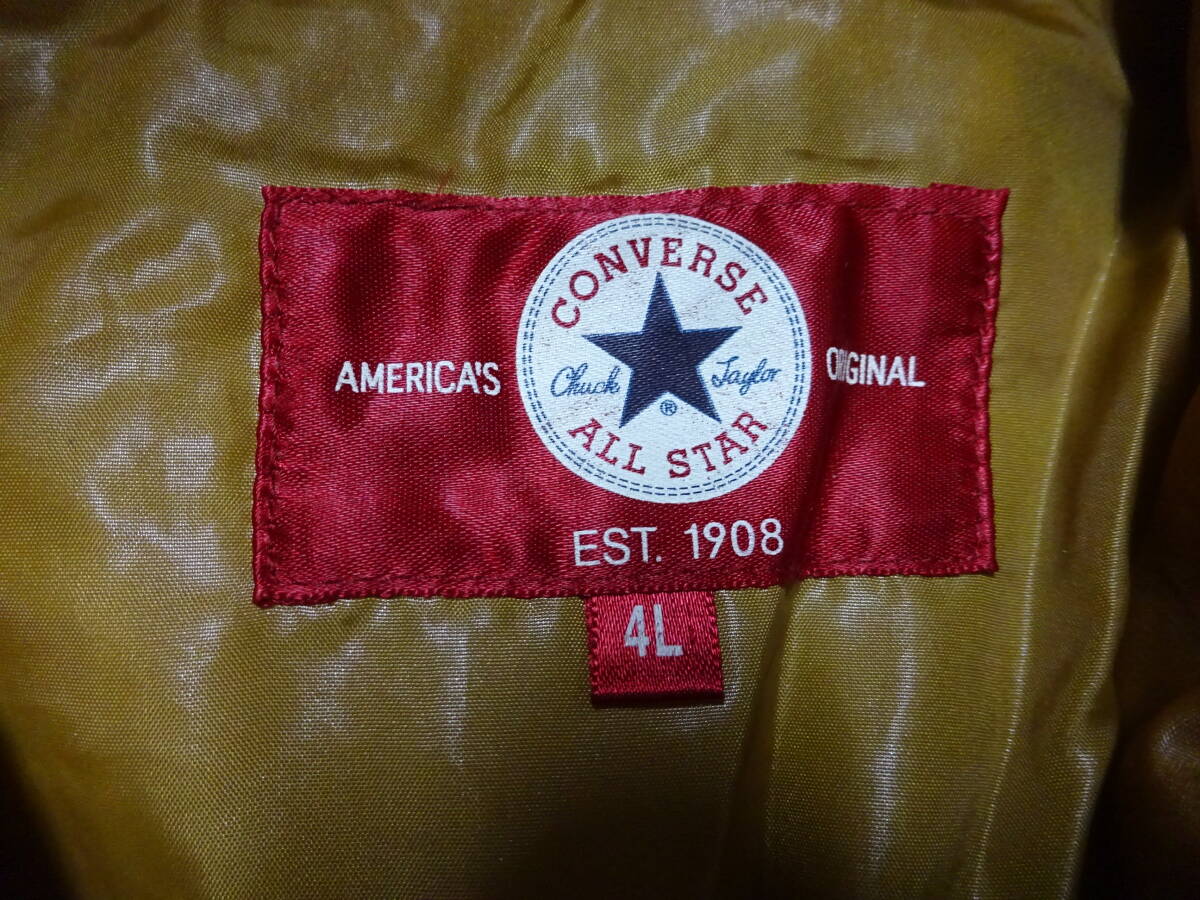 CONVERSE
AMERICA'S Chuck Taylor ORIGINAL
®
ALL STAR
EST. 1908
4L